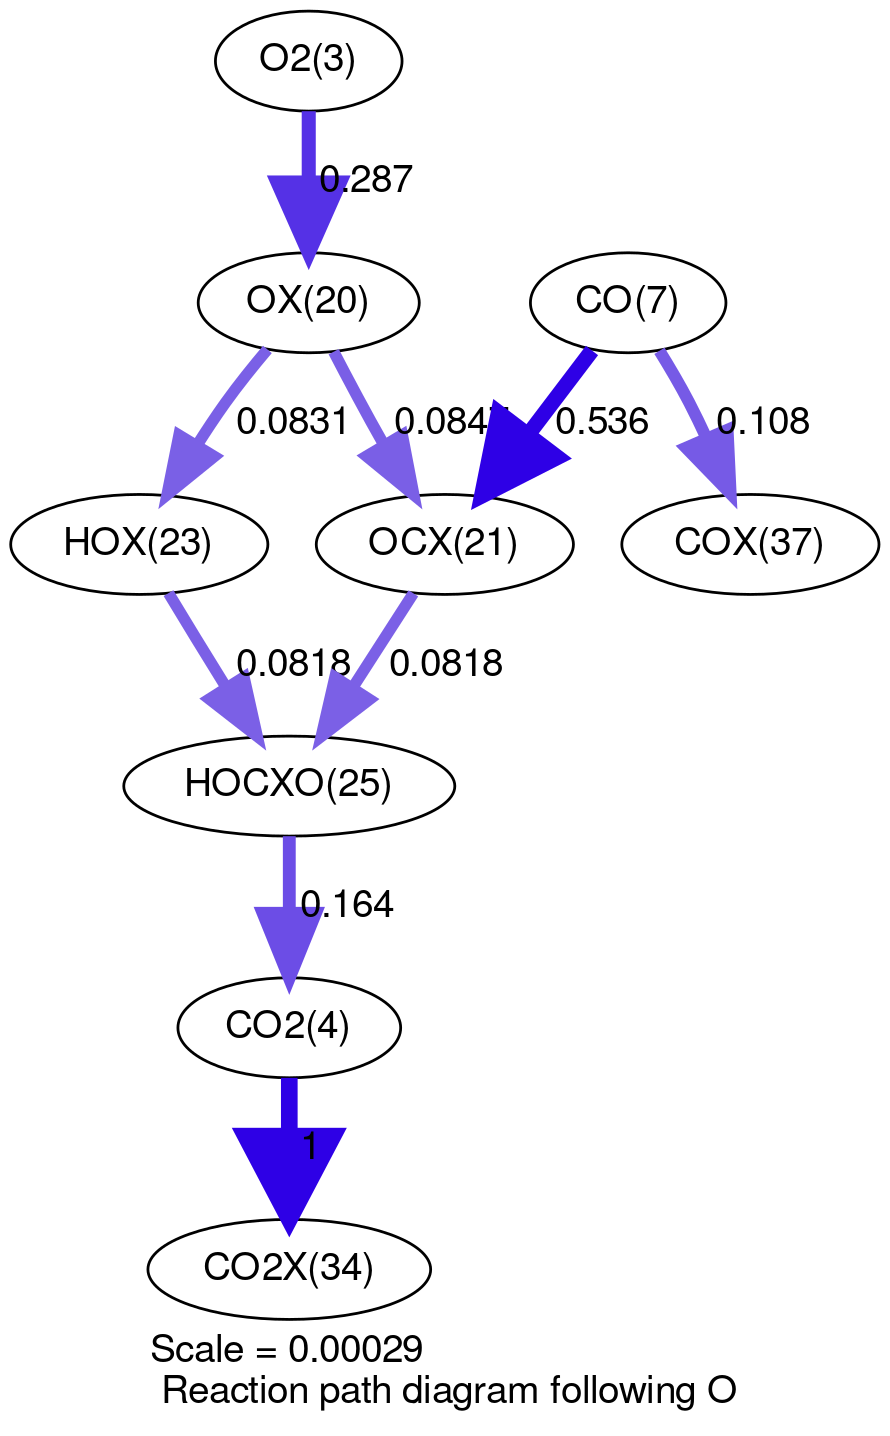 O2(3)
0.287
OX(20)
CO(7)
0.0831
0.536
0.108
HOX(23)
OCX(21)
COX(37)
0.0818
0.0818
HOCXO(25)
0.164
CO2(4)
1
CO2X(34)
Scale = 0.00029
Reaction path diagram following O